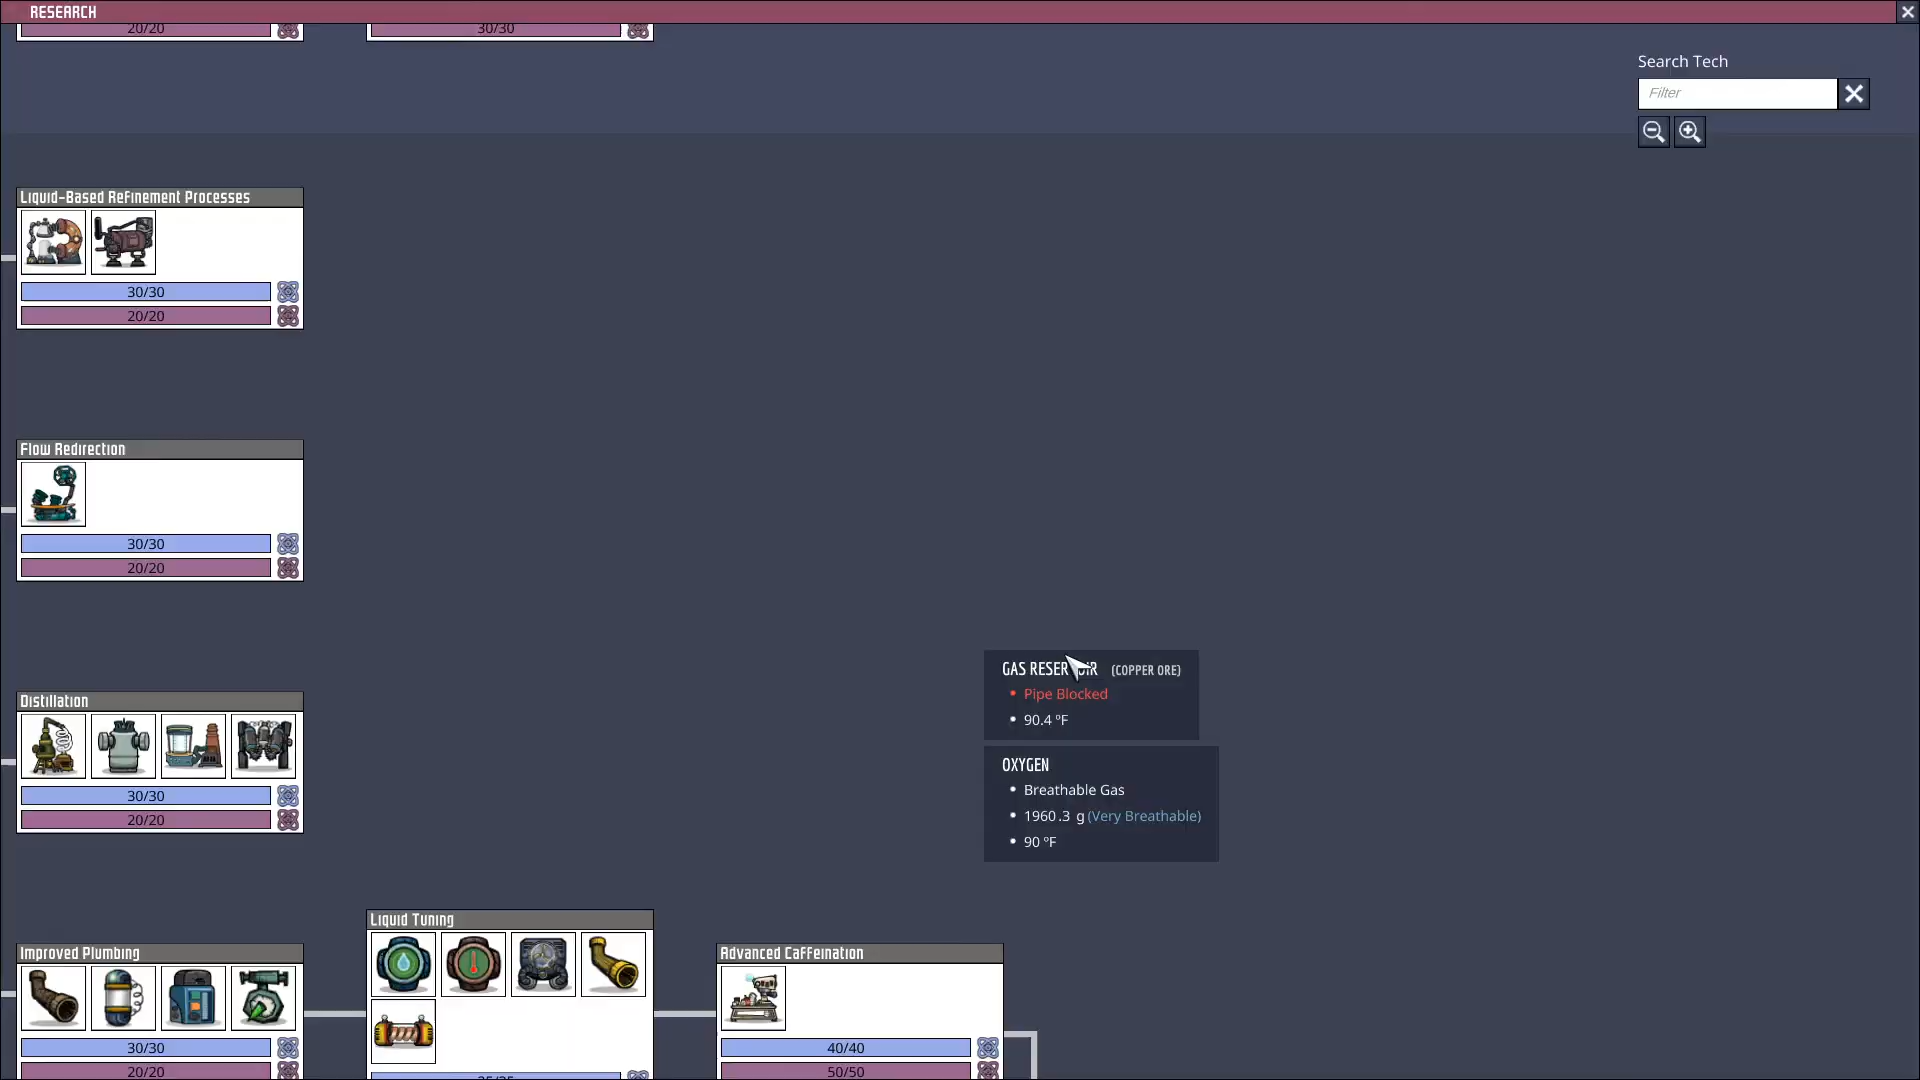 RESEARCH
20/20
30/30
Search Tech
Filter
Liquid-Based Refinement Processes
30/30
20/20
Flow Redirection
30/30
20/20
GAS RESER IR (COPPER ORE)
Pipe Blocked
90.4 ºF
Distillation
30/30
20/20
OXYGEN
Breathable Gas
1960.3 g (Very Breathable)
90 ºF
Improved Plumbing
30/30
20/20
Liquid Tuning
Advanced Caffeination
40/40
50/50